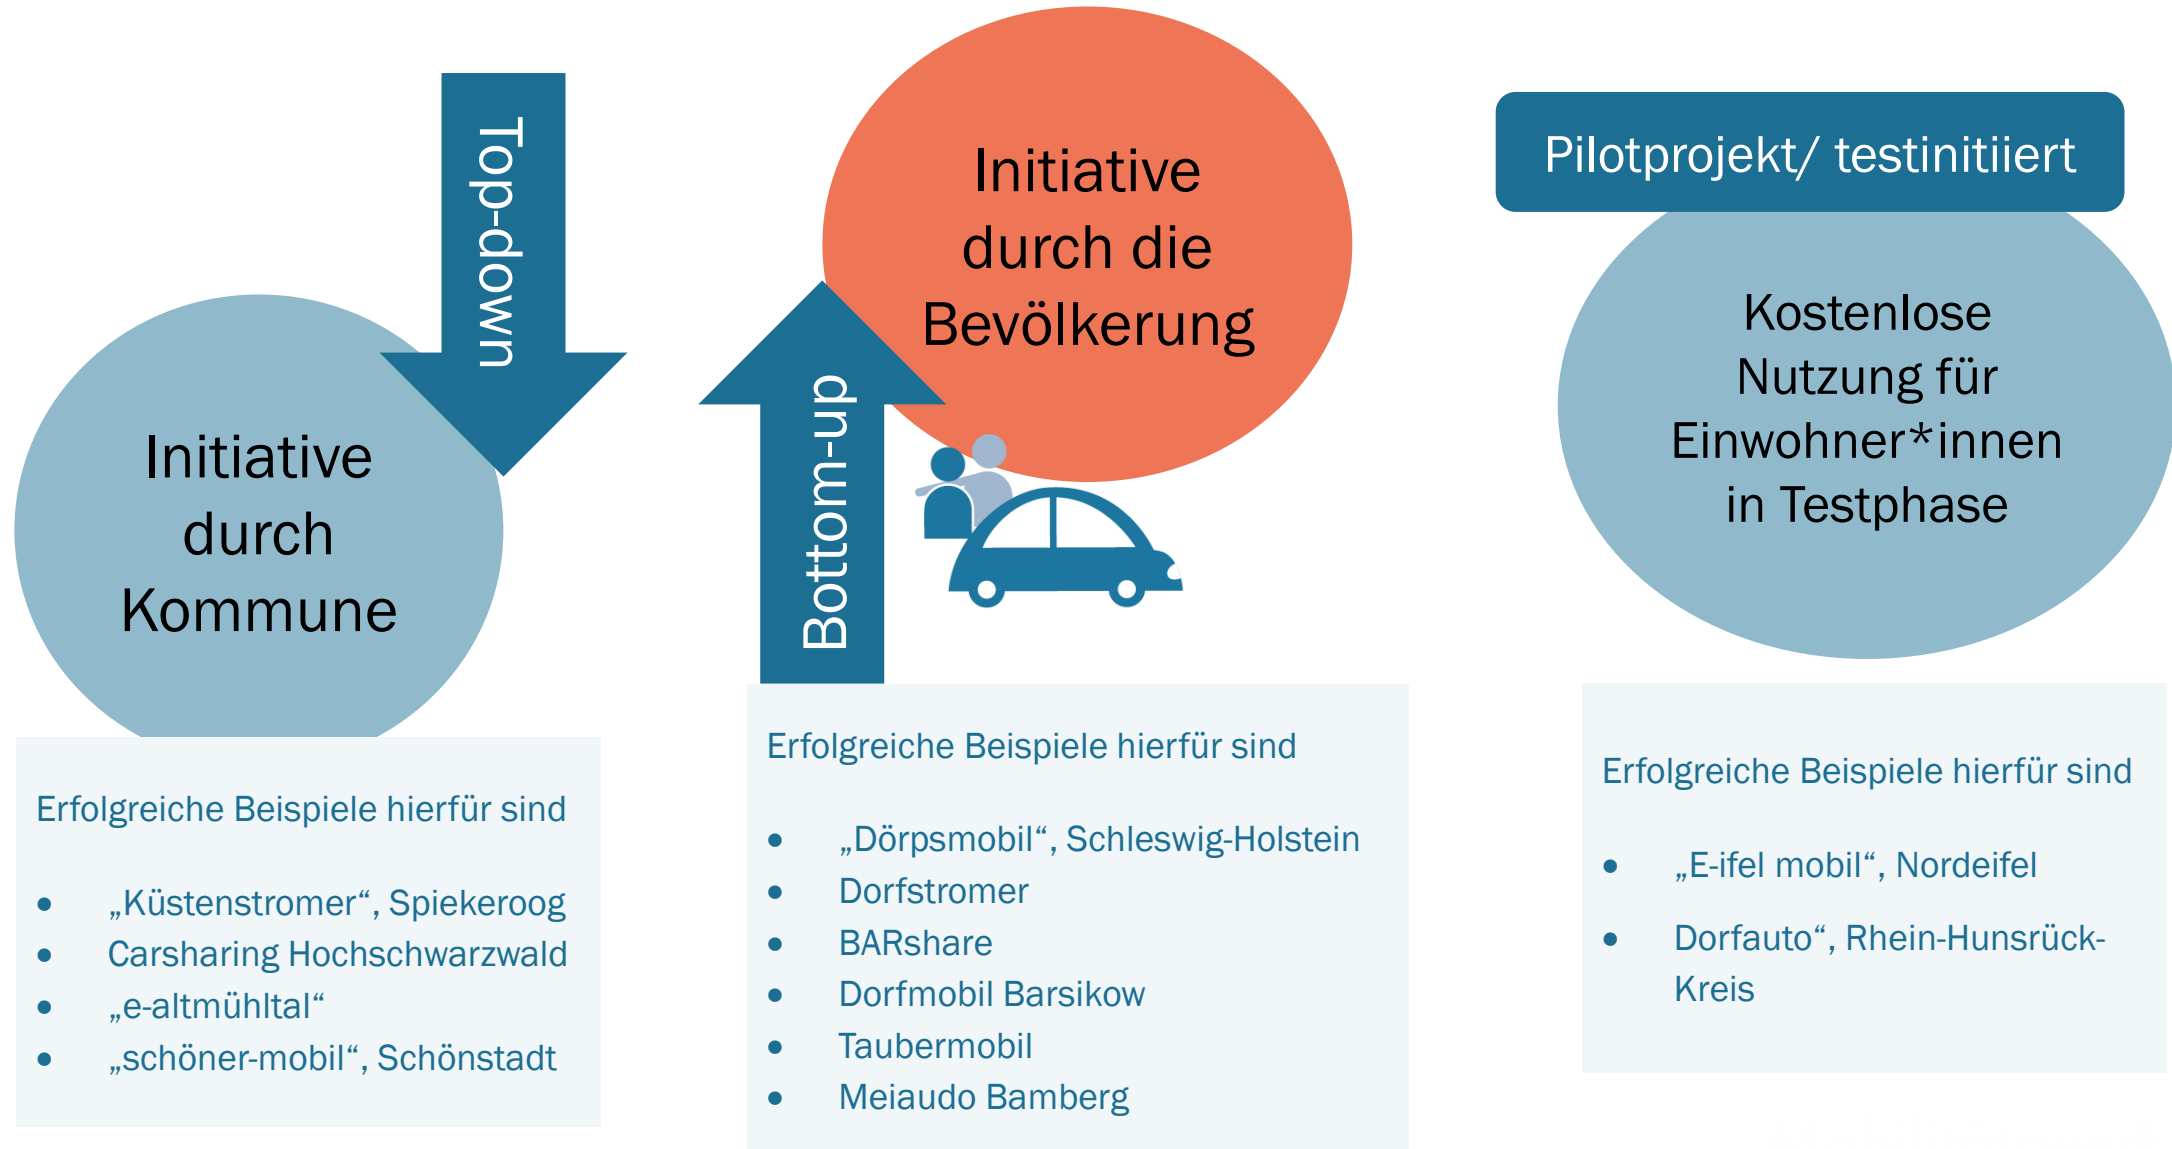 Top-down
Initiative
durch
Kommune
Erfolgreiche Beispiele hierfür sind
• „Küstenstromer“, Spiekeroog
• Carsharing Hochschwarzwald
• „e-altmühltal“
• „schöner-mobil“, Schönstadt
Initiative
durch die
Bevölkerung
Bottom-up
Erfolgreiche Beispiele hierfür sind
• „Dörpsmobil“, Schleswig-Holstein
• Dorfstromer
• BARshare
• Dorfmobil Barsikow
• Taubermobil
• Meiaudo Bamberg
Pilotprojekt/ testinitiiert
Kostenlose
Nutzung für
Einwohner*innen
in Testphase
Erfolgreiche Beispiele hierfür sind
• „E-ifel mobil“, Nordeifel
• Dorfauto“, Rhein-Hunsrück-
Kreis